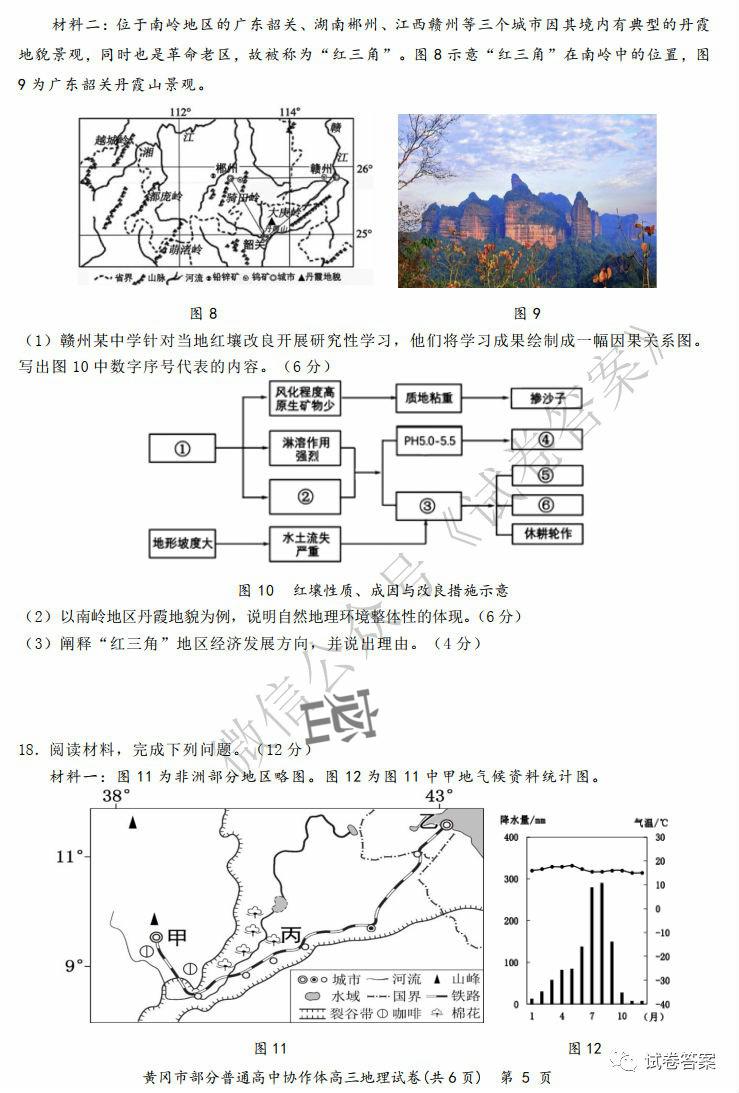 材料二：位于南岭地区的广东韶关、湖南郴州、江西赣州等三个城市因其境内有典型的丹霞
地貌景观，同时也是革命老区，故被称为“红三角”。图8示意“红三角”在南岭中的位置，图
9为广东韶关丹霞山景观。
112° 114°
越城岭
湘
江
赣
江
郴州
赣州
26°
都庞岭
骑田岭
大庾岭
丹霞山
萌渚岭
韶关
25°
省界 山脉 河流 铅锌矿 钨矿 城市 丹霞地貌
图8 图9
（1）赣州某中学针对当地红壤改良开展研究性学习，他们将学习成果绘制成一幅因果关系图。
写出图10中数字序号代表的内容。（6分）
风化程度高
原生矿物少
质地粘重
掺沙子
①
淋溶作用
强烈
PH5.0-5.5
④
②
③
⑤
⑥
地形坡度大
水土流失
严重
休耕轮作
图10 红壤性质、成因与改良措施示意
（2）以南岭地区丹霞地貌为例，说明自然地理环境整体性的体现。（6分）
（3）阐释“红三角”地区经济发展方向，并说出理由。（4分）
微信公众号《试卷答案》
密
18．阅读材料，完成下列问题。（12分）
材料一：图11为非洲部分地区略图。图12为图11中甲地气候资料统计图。
38° 43°
乙
11°
甲
丙
9°
城市 河流 山峰
水域 国界 铁路
裂谷带 咖啡 棉花
降水量/mm 气温/℃
400 30
20
300 10
0
200 -10
-20
100 -30
0 -40
1 4 7 10 (月)
图11 图12
试卷答案
黄冈市部分普通高中协作体高三地理试卷(共6页) 第 5 页